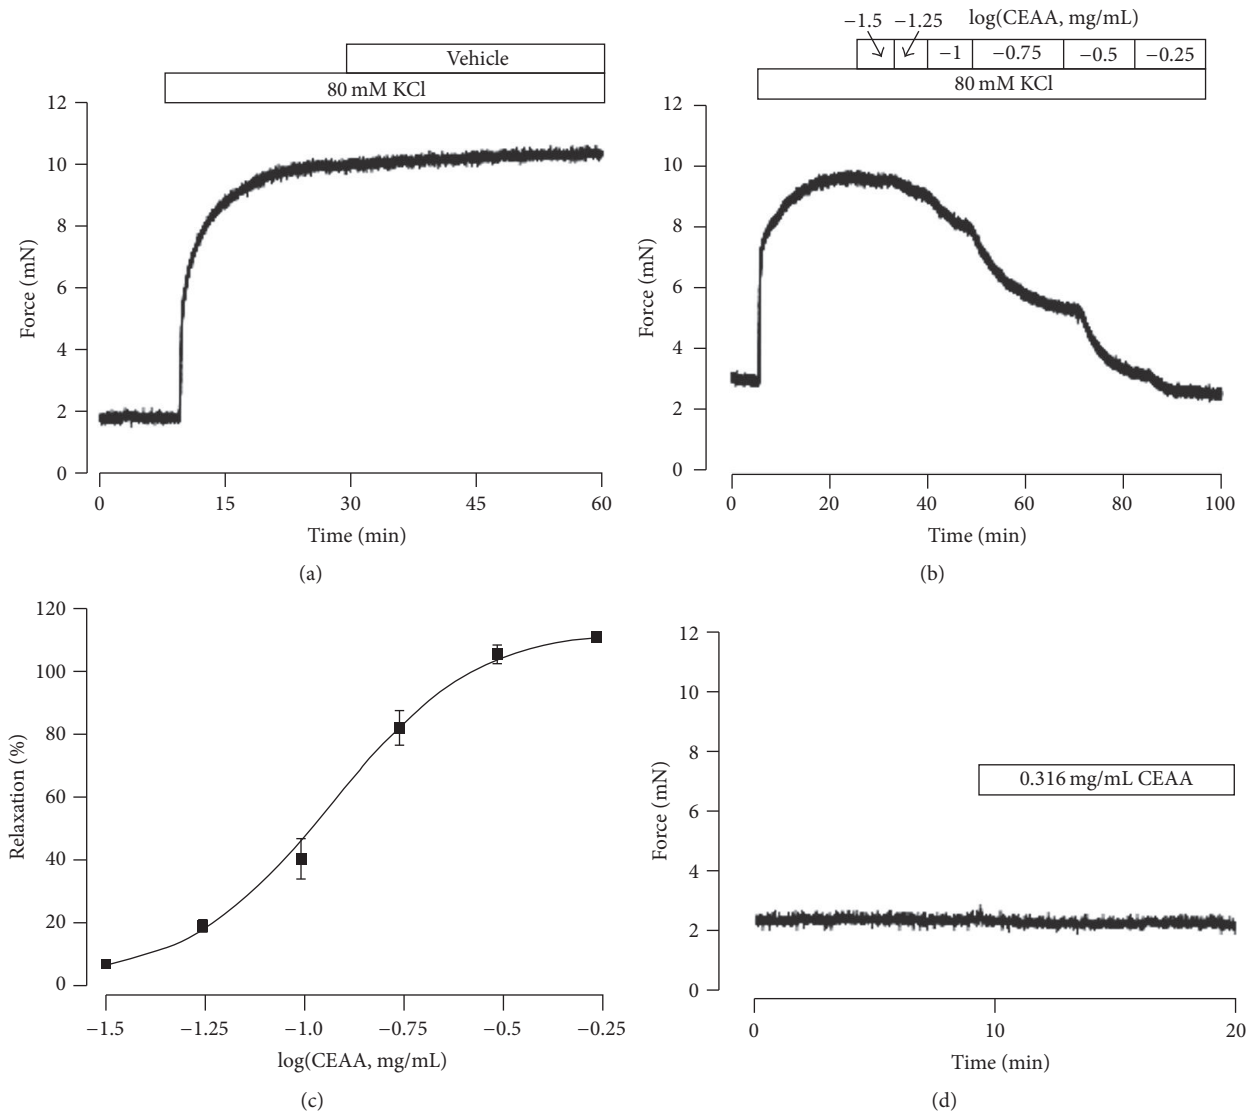 Vehicle
80 mM KCl
12
10
8
6
4
2
0
Force (mN)
0 15 30 45 60
Time (min)
(a)
−1.5 −1.25 log(CEAA, mg/mL)
−1 −0.75 −0.5 −0.25
80 mM KCl
12
10
8
6
4
2
0
Force (mN)
0 20 40 60 80 100
Time (min)
(b)
120
100
80
60
40
20
0
Relaxation (%)
−1.5 −1.25 −1.0 −0.75 −0.5 −0.25
log(CEAA, mg/mL)
(c)
12
10
8
6
4
2
0
Force (mN)
0.316 mg/mL CEAA
0 10 20
Time (min)
(d)